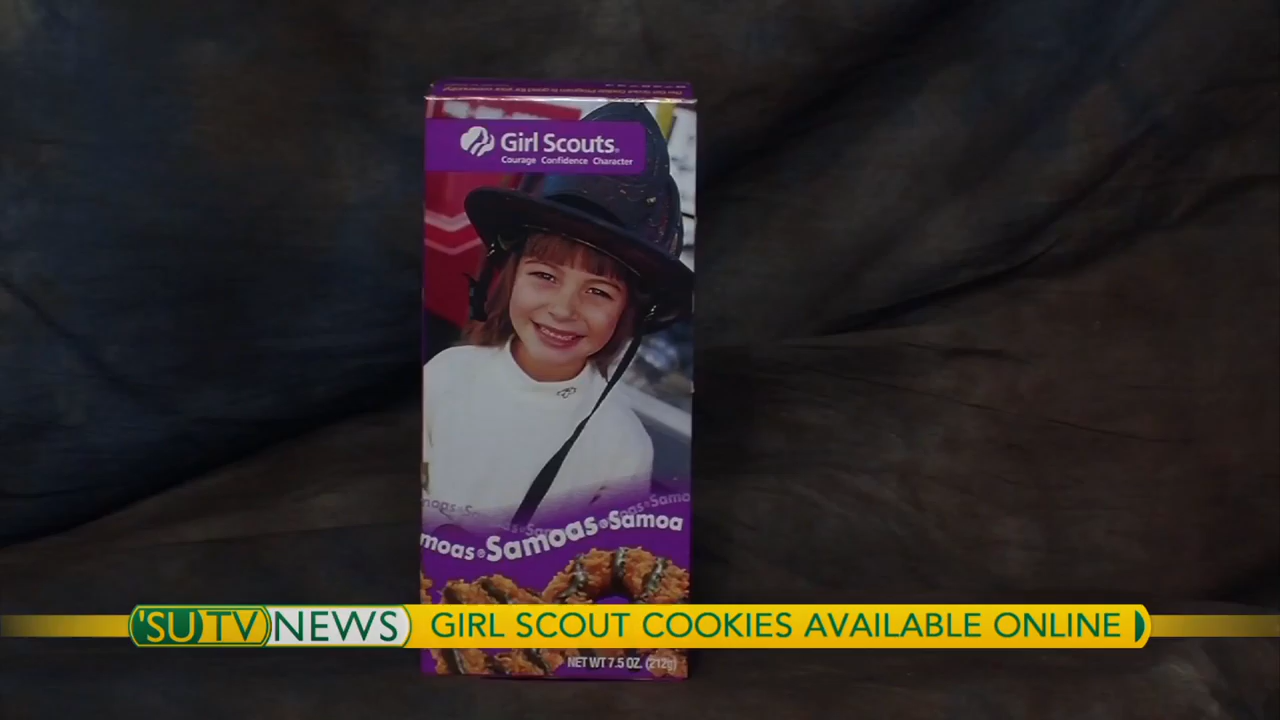 Girl Scouts®
Courage Confidence Character
moas®Samoas®Samoa
'SUTV NEWS GIRL SCOUT COOKIES AVAILABLE ONLINE
NET WT 7.5 OZ. (212g)